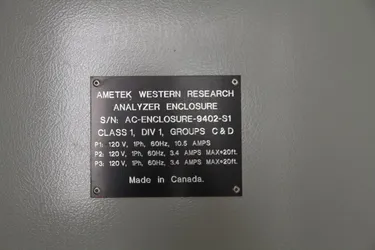 AMETEK WESTERN RESEARCH
ANALYZER ENCLOSURE
S/N: AC-ENCLOSURE-9402-S1
CLASS 1, DIV 1, GROUPS C & D
P1: 120 V, 1Ph, 60Hz, 10.5 AMPS
P2: 120 V, 1Ph, 60Hz, 3.4 AMPS MAX=20ft.
P3: 120 V, 1Ph, 60Hz, 3.4 AMPS MAX=20ft.
Made in Canada.